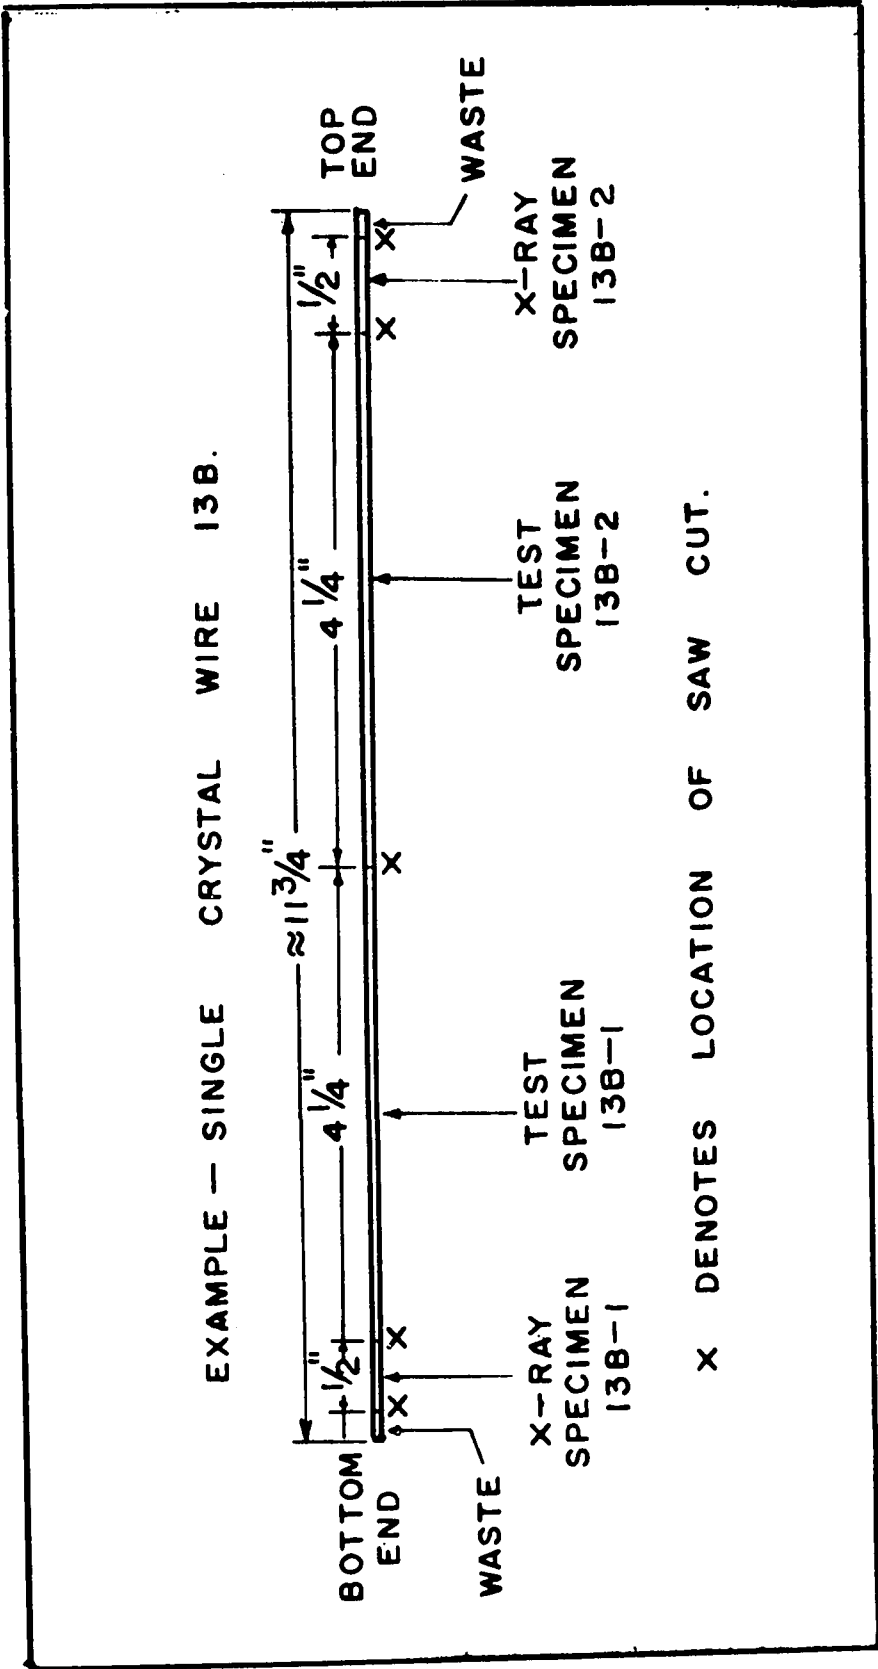 EXAMPLE — SINGLE CRYSTAL WIRE 13B.
≈11 3/4"
1/2"
4 1/4"
4 1/4"
1/2"
BOTTOM
END
TOP
END
X
X
X
X
X
WASTE
X-RAY
SPECIMEN
13B-1
TEST
SPECIMEN
13B-1
TEST
SPECIMEN
13B-2
X-RAY
SPECIMEN
13B-2
WASTE
X DENOTES LOCATION OF SAW CUT.